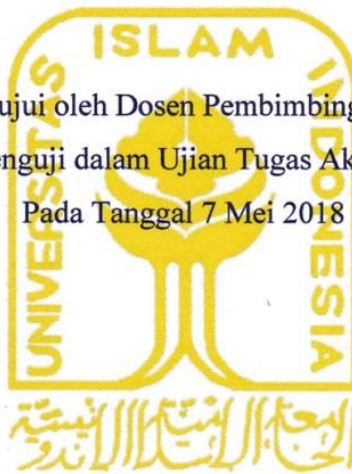 ISLAM
UNIVERSITAS
INDONESIA
ujui oleh Dosen Pembimbing
enguji dalam Ujian Tugas Ak
Pada Tanggal 7 Mei 2018